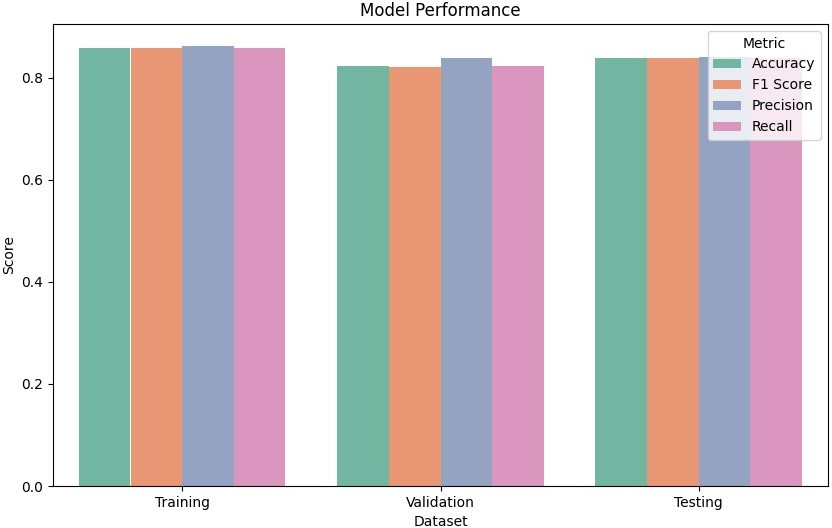 Model Performance
Metric
Accuracy
F1 Score
Precision
Recall
Score
0.8
0.6
0.4
0.2
0.0
Training
Validation
Testing
Dataset